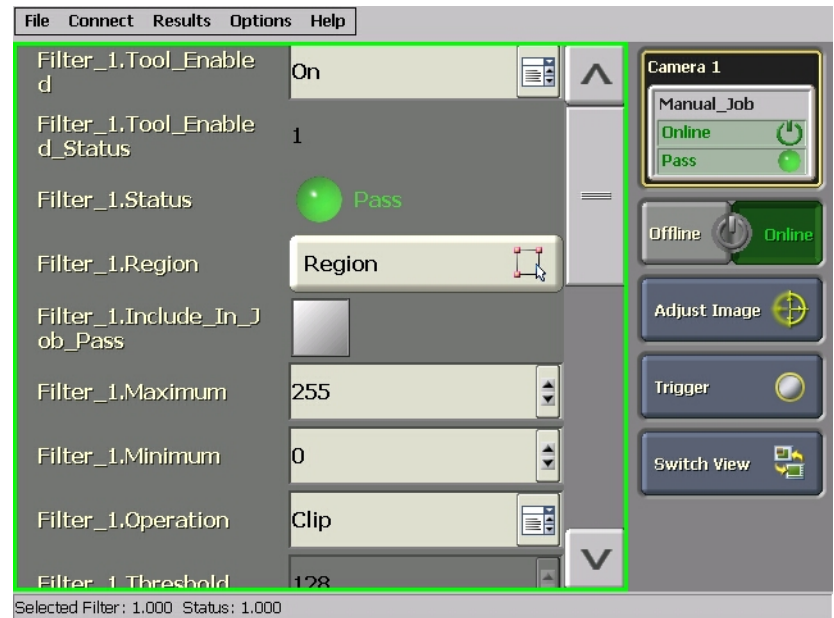 File Connect Results Options Help
Filter_1.Tool_Enable
d
On
Filter_1.Tool_Enable
d_Status
1
Filter_1.Status
Pass
Filter_1.Region
Region
Filter_1.Include_In_J
ob_Pass
Filter_1.Maximum
255
Filter_1.Minimum
0
Filter_1.Operation
Clip
Filter_1.Threshold
128
Camera 1
Manual_Job
Online
Pass
Offline
Online
Adjust Image
Trigger
Switch View
Selected Filter: 1.000 Status: 1.000